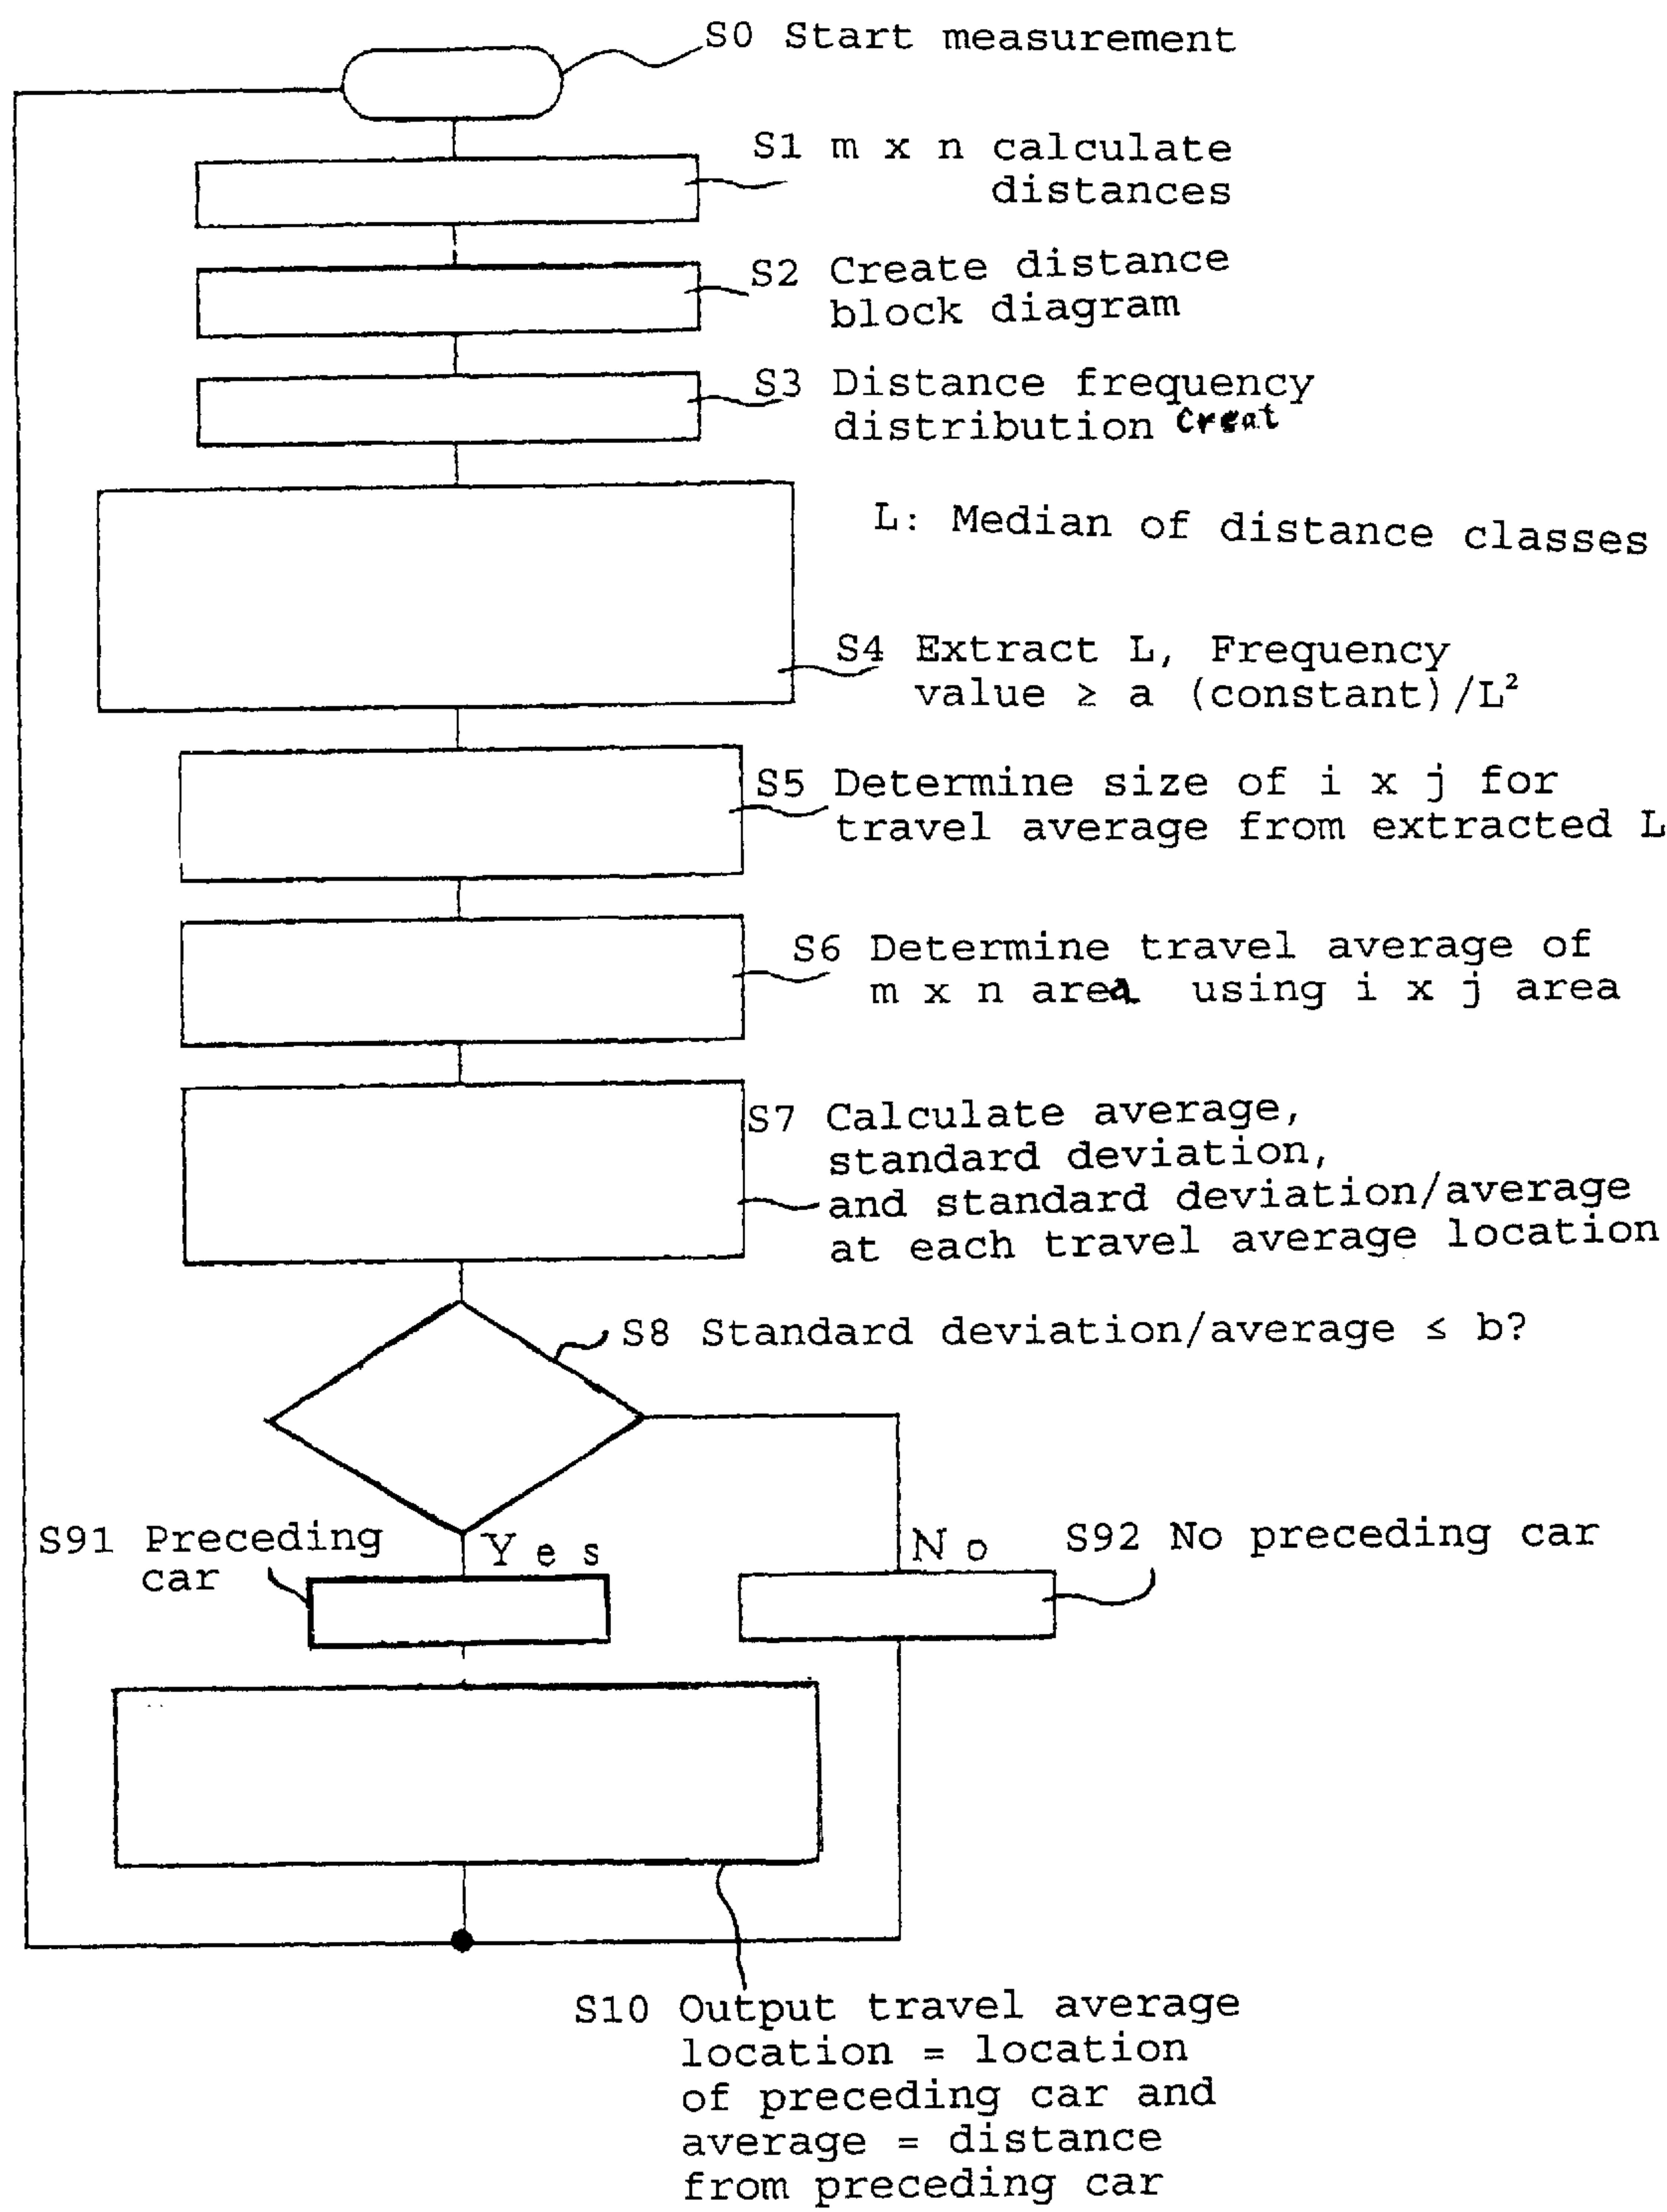 S0 Start measurement
S1 m x n calculate
distances
S2 Create distance
block diagram
S3 Distance frequency
distribution Creat
L: Median of distance classes
S4 Extract L, Frequency
value ≥ a (constant)/L²
S5 Determine size of i x j for
travel average from extracted L
S6 Determine travel average of
m x n area using i x j area
S7 Calculate average,
standard deviation,
and standard deviation/average
at each travel average location
S8 Standard deviation/average ≤ b?
S91 Preceding
car
Yes
No
S92 No preceding car
S10 Output travel average
location = location
of preceding car and
average = distance
from preceding car